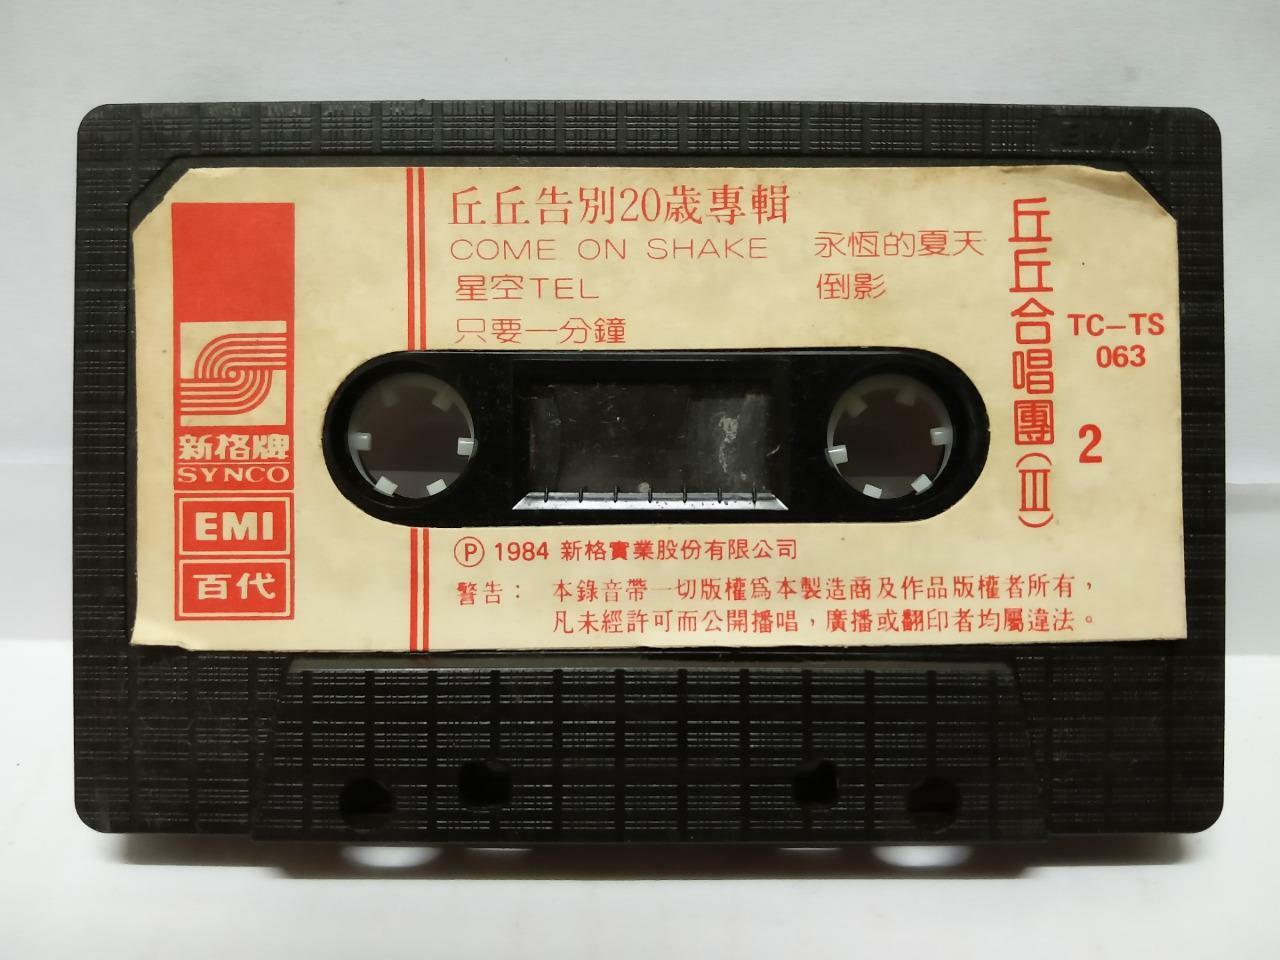 丘丘告別20歳專輯
COME ON SHAKE
永恆的夏天
星空TEL
倒影
只要一分鐘
丘丘合唱團(III)
TC-TS
063
2
新格牌
SYNCO
EMI
百代
Ⓟ 1984 新格實業股份有限公司
警告： 本錄音帶一切版權爲本製造商及作品版權者所有，
凡未經許可而公開播唱，廣播或翻印者均屬違法。